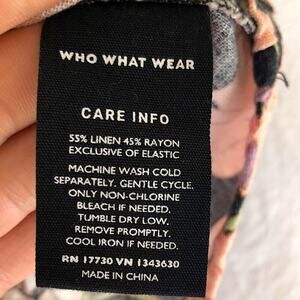 WHO WHAT WEAR
CARE INFO
55% LINEN 45% RAYON
EXCLUSIVE OF ELASTIC
MACHINE WASH COLD
SEPARATELY. GENTLE CYCLE.
ONLY NON-CHLORINE
BLEACH IF NEEDED.
TUMBLE DRY LOW.
REMOVE PROMPTLY.
COOL IRON IF NEEDED.
RN 17730 VN 1343630
MADE IN CHINA